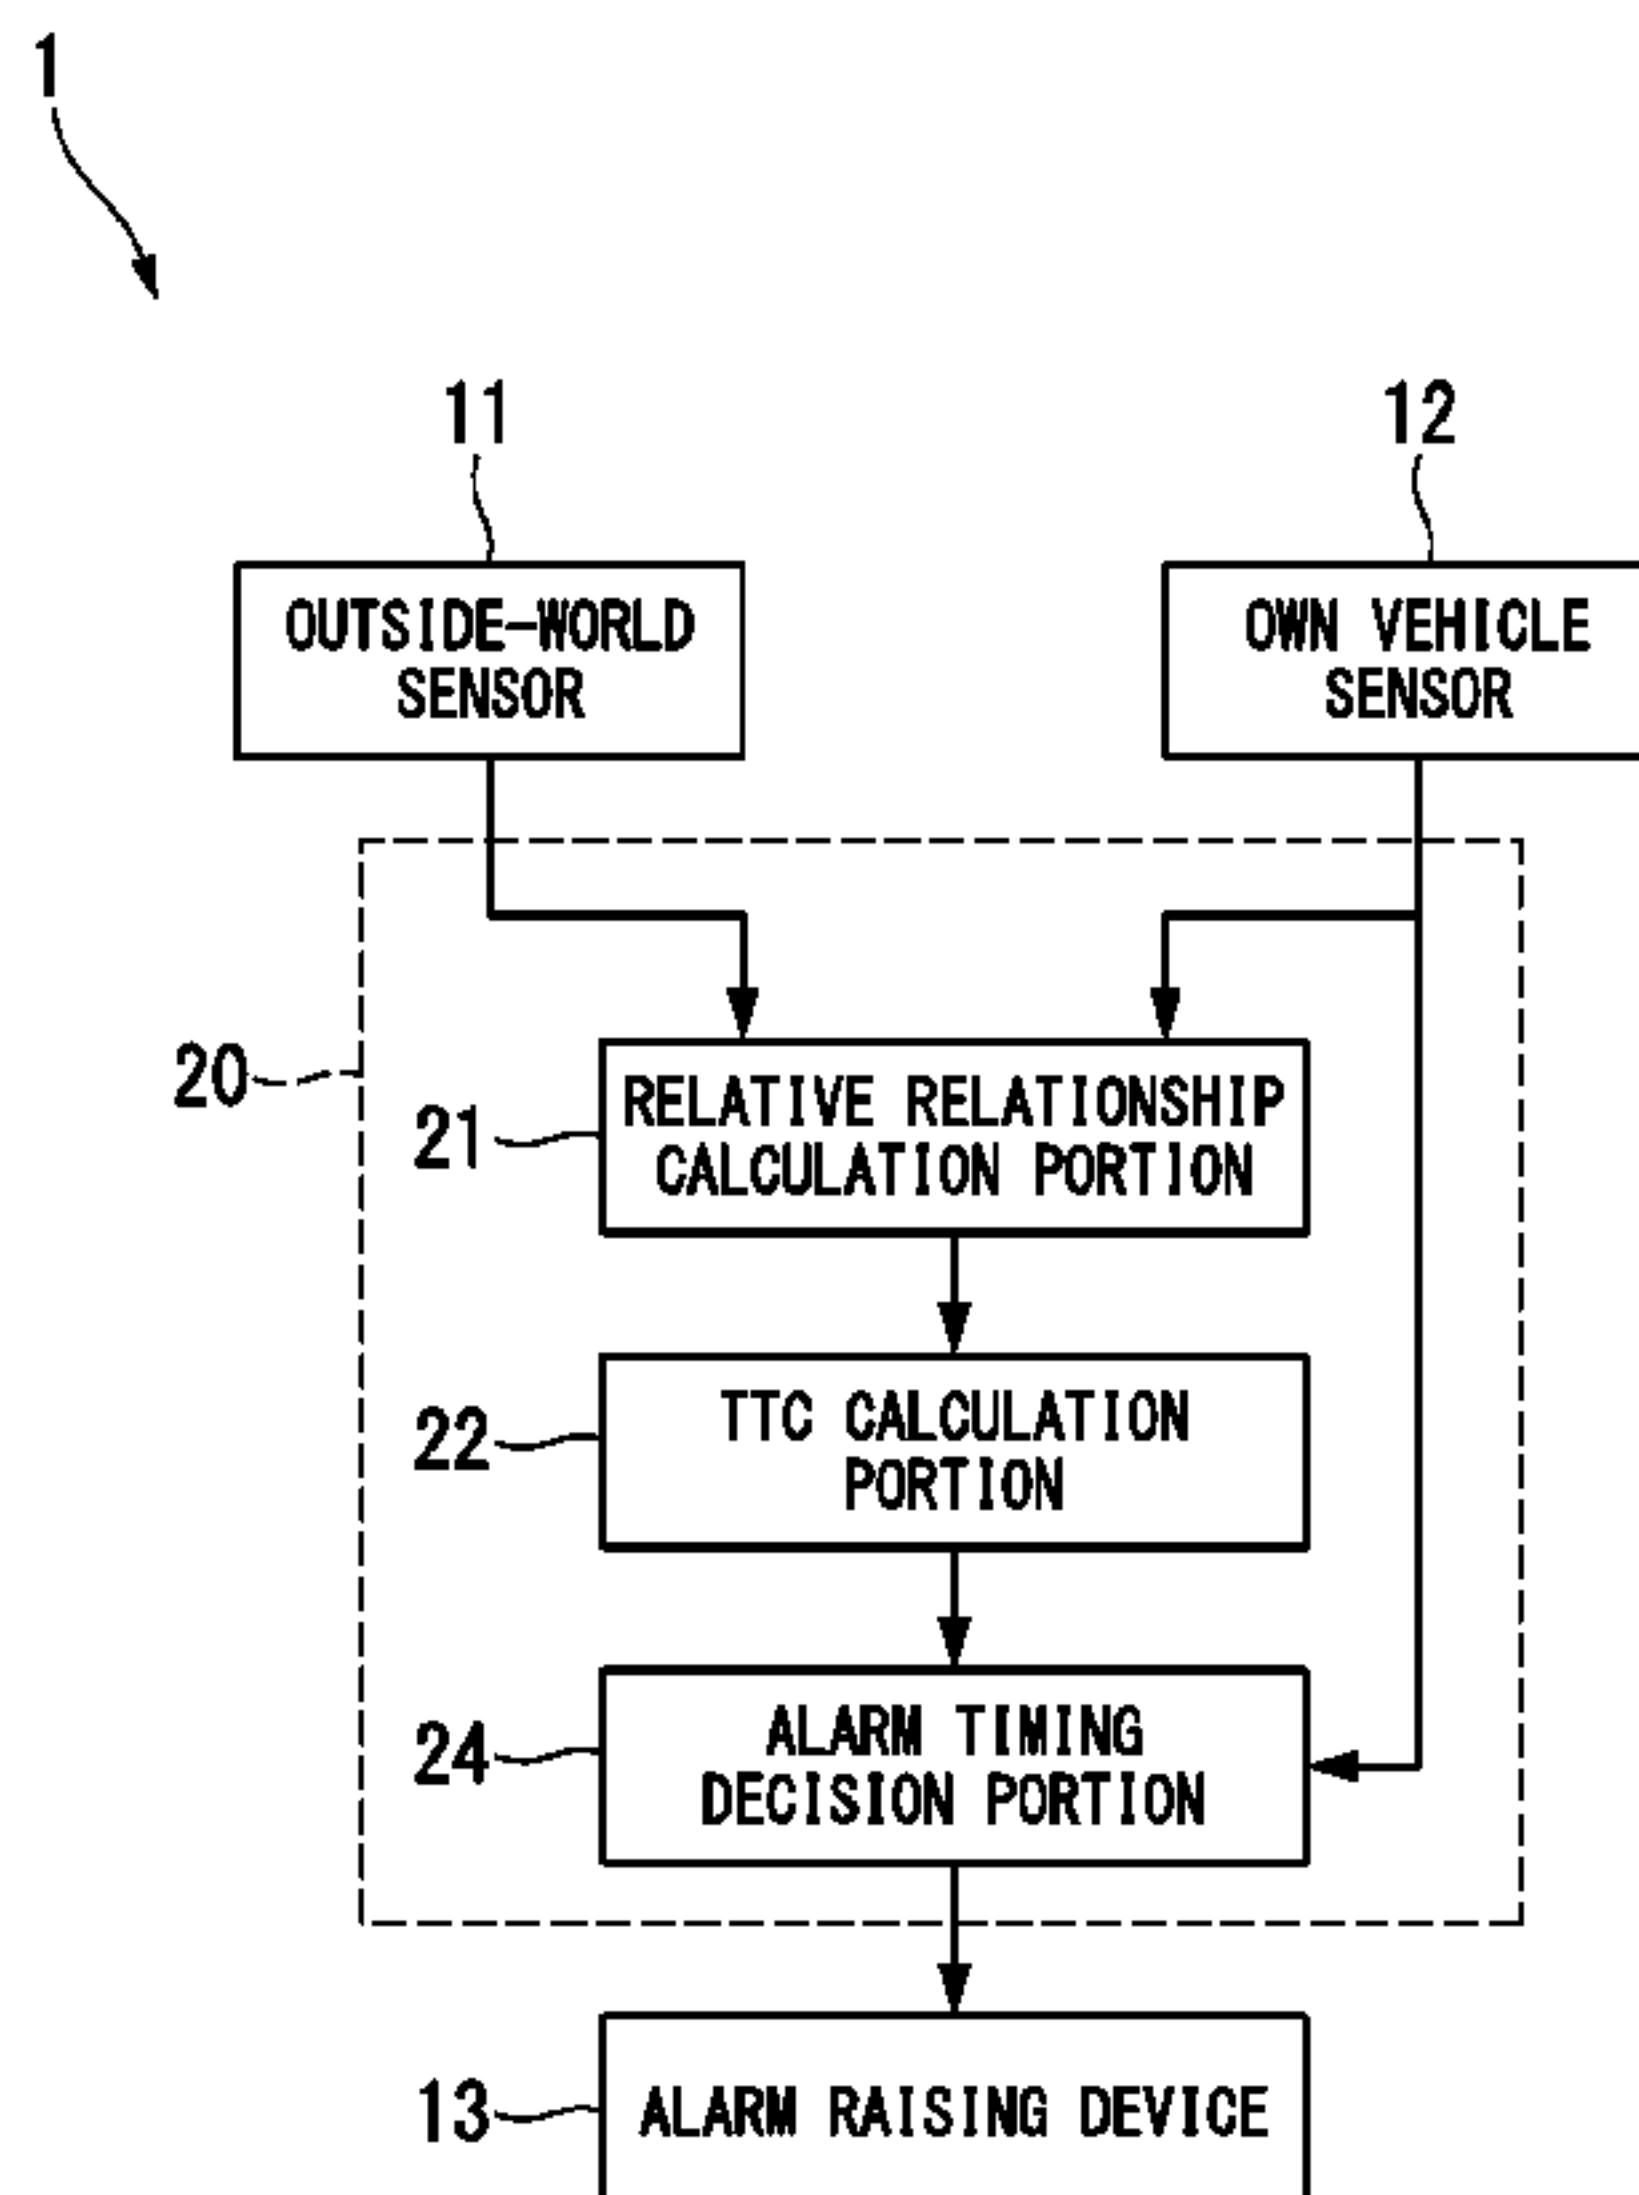 1
11
12
OUTSIDE-WORLD
SENSOR
OWN VEHICLE
SENSOR
20
21
RELATIVE RELATIONSHIP
CALCULATION PORTION
22
TTC CALCULATION
PORTION
24
ALARM TIMING
DECISION PORTION
13
ALARM RAISING DEVICE